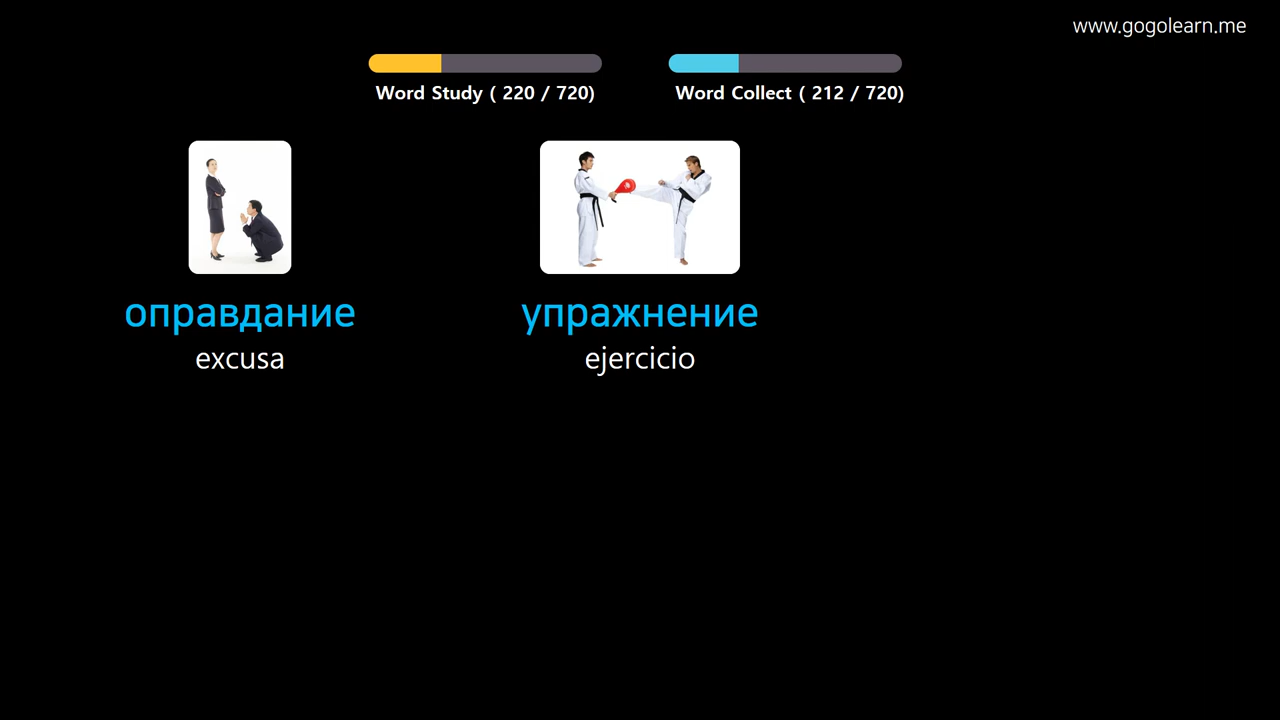 www.gogolearn.me
Word Study ( 220 / 720)
Word Collect ( 212 / 720)
оправдание
excusa
упражнение
ejercicio